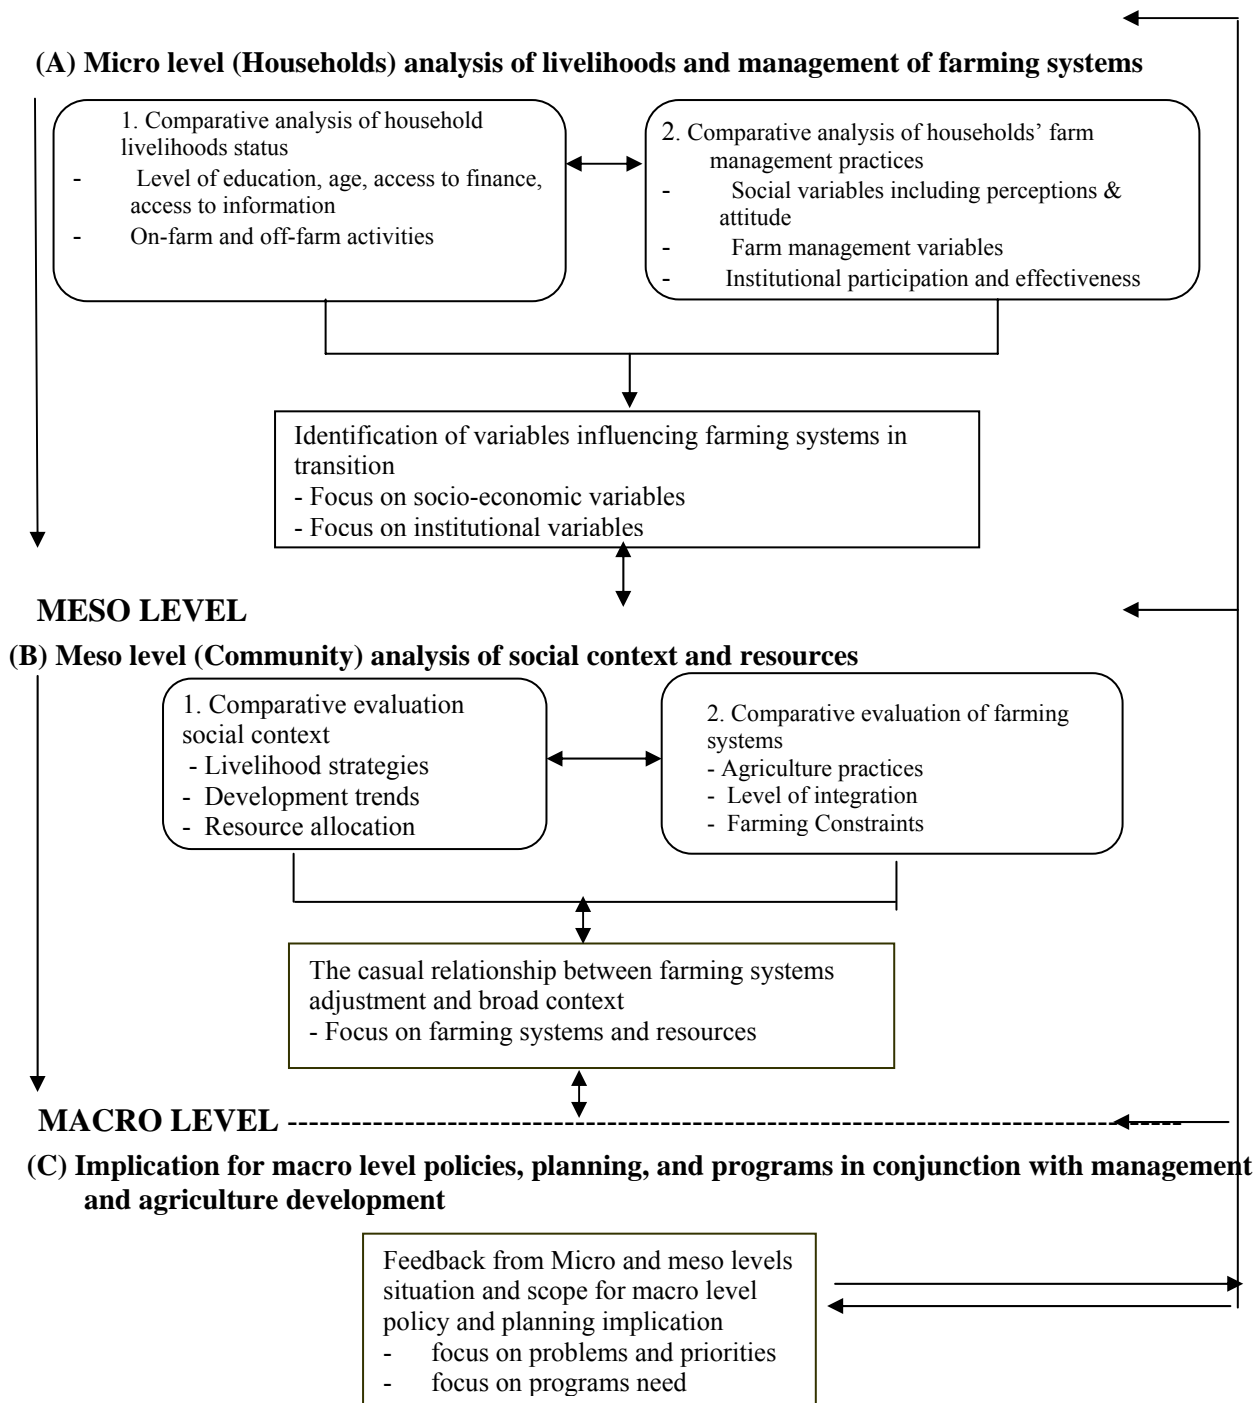 (A) Micro level (Households) analysis of livelihoods and management of farming systems
1. Comparative analysis of household
livelihoods status
- Level of education, age, access to finance,
access to information
- On-farm and off-farm activities
2. Comparative analysis of households’ farm
management practices
- Social variables including perceptions &
attitude
- Farm management variables
- Institutional participation and effectiveness
Identification of variables influencing farming systems in
transition
- Focus on socio-economic variables
- Focus on institutional variables
MESO LEVEL
(B) Meso level (Community) analysis of social context and resources
1. Comparative evaluation
social context
- Livelihood strategies
- Development trends
- Resource allocation
2. Comparative evaluation of farming
systems
- Agriculture practices
- Level of integration
- Farming Constraints
The casual relationship between farming systems
adjustment and broad context
- Focus on farming systems and resources
MACRO LEVEL
(C) Implication for macro level policies, planning, and programs in conjunction with management
and agriculture development
Feedback from Micro and meso levels
situation and scope for macro level
policy and planning implication
- focus on problems and priorities
- focus on programs need